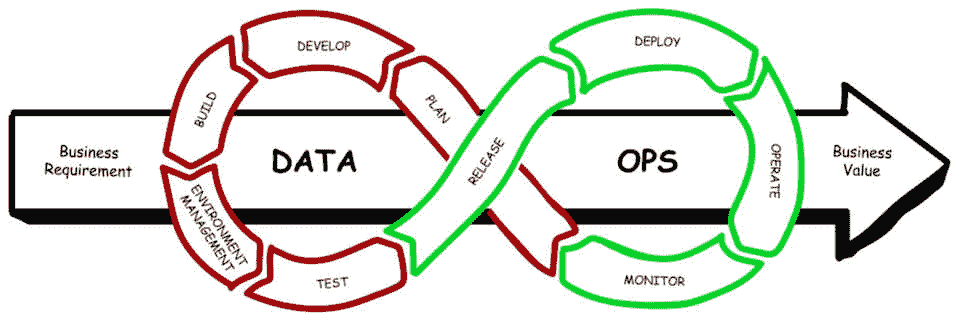 DEVELOP
DEPLOY
BUILD
PLAN
Business
Requirement
DATA
RELEASE
OPS
OPERATE
Business
Value
ENVIRONMENT
MANAGEMENT
TEST
MONITOR